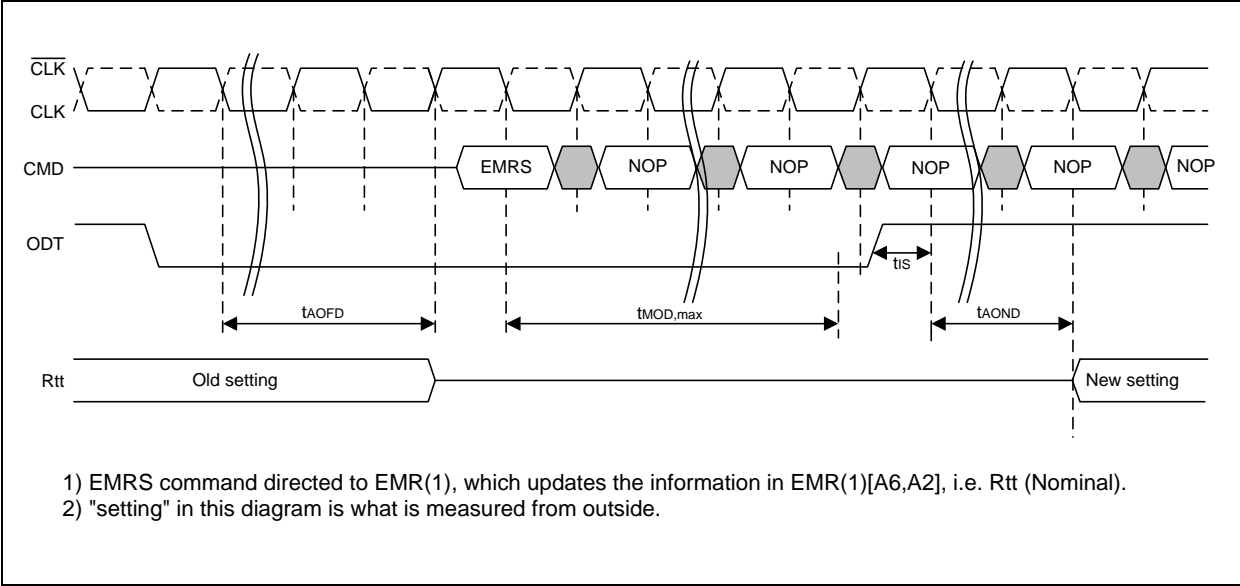 CLK
CLK
CMD
EMRS
NOP
NOP
NOP
NOP
NOP
ODT
tIS
tAOFD
tMOD,max
tAOND
Rtt
Old setting
New setting
1) EMRS command directed to EMR(1), which updates the information in EMR(1)[A6,A2], i.e. Rtt (Nominal).
2) "setting" in this diagram is what is measured from outside.